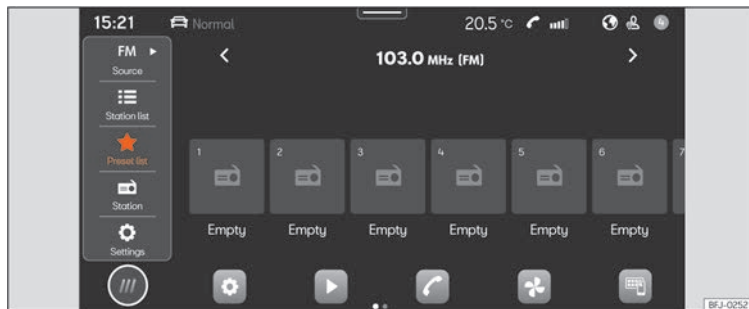 15:21 Normal 20.5 °C 4
FM
Source
103.0 MHz (FM)
Station list
Preset list
Station
Settings
1 2 3 4 5 6 7
Empty Empty Empty Empty Empty Empty
BFJ-0252